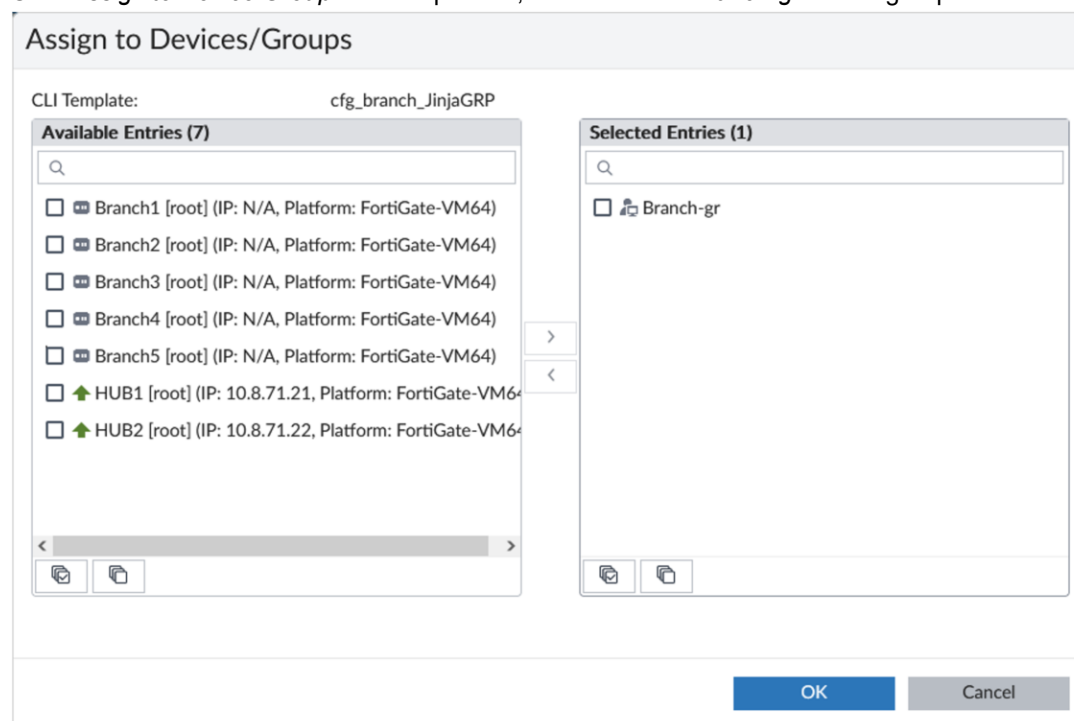 Assign to Devices/Groups
CLI Template: cfg_branch_JinjaGRP
Available Entries (7)
Branch1 [root] (IP: N/A, Platform: FortiGate-VM64)
Branch2 [root] (IP: N/A, Platform: FortiGate-VM64)
Branch3 [root] (IP: N/A, Platform: FortiGate-VM64)
Branch4 [root] (IP: N/A, Platform: FortiGate-VM64)
Branch5 [root] (IP: N/A, Platform: FortiGate-VM64)
HUB1 [root] (IP: 10.8.71.21, Platform: FortiGate-VM64
HUB2 [root] (IP: 10.8.71.22, Platform: FortiGate-VM64
Selected Entries (1)
Branch-gr
OK
Cancel